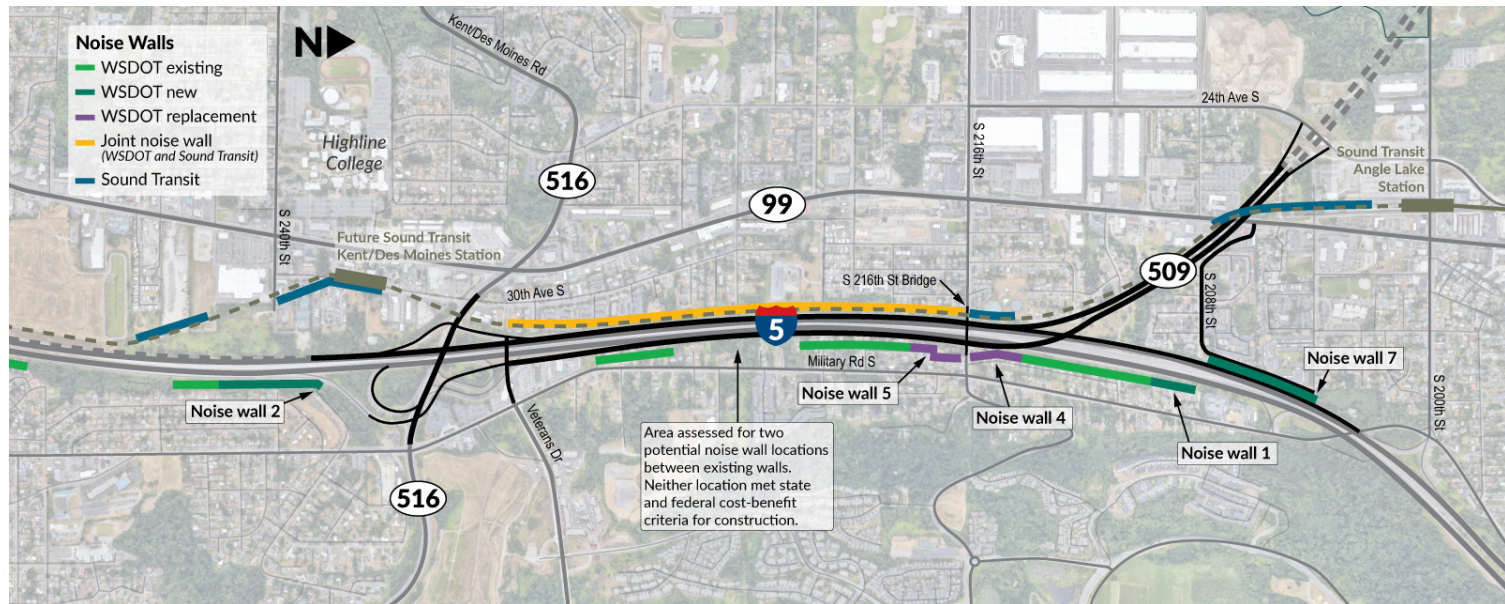 Noise Walls
WSDOT existing
WSDOT new
WSDOT replacement
Joint noise wall
(WSDOT and Sound Transit)
Sound Transit
N
Kent/Des Moines Rd
Highline
College
516
99
24th Ave S
S 216th St
Sound Transit
Angle Lake
Station
S 240th St
Future Sound Transit
Kent/Des Moines Station
30th Ave S
S 216th St Bridge
509
S 208th St
5
Military Rd S
Noise wall 7
Noise wall 2
Noise wall 5
Noise wall 4
Noise wall 1
S 200th St
Veterans Dr
Area assessed for two
potential noise wall locations
between existing walls.
Neither location met state
and federal cost-benefit
criteria for construction.
516